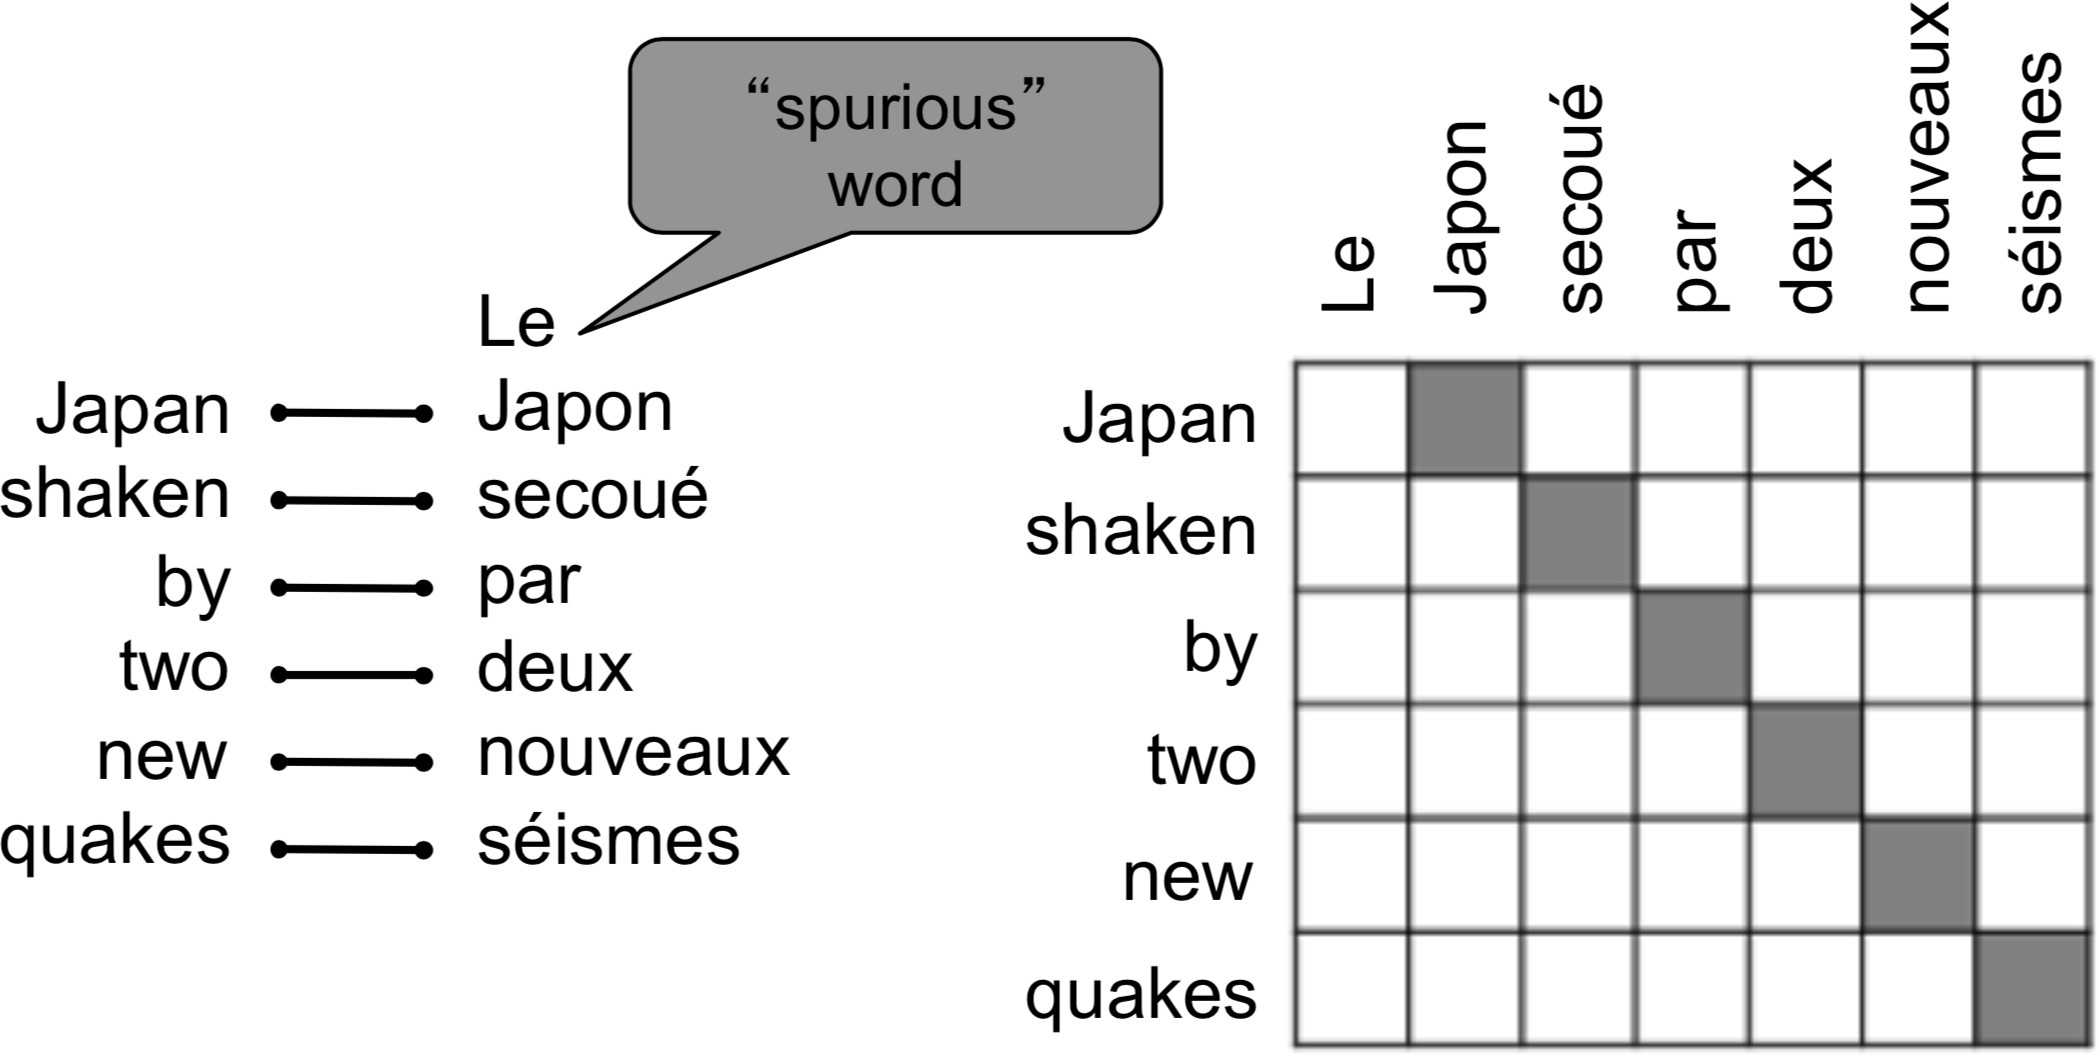 “spurious”
word
Le
Japan Japon
shaken secoué
by par
two deux
new nouveaux
quakes séismes
Le Japon secoué par deux nouveaux séismes
Japan
shaken
by
two
new
quakes